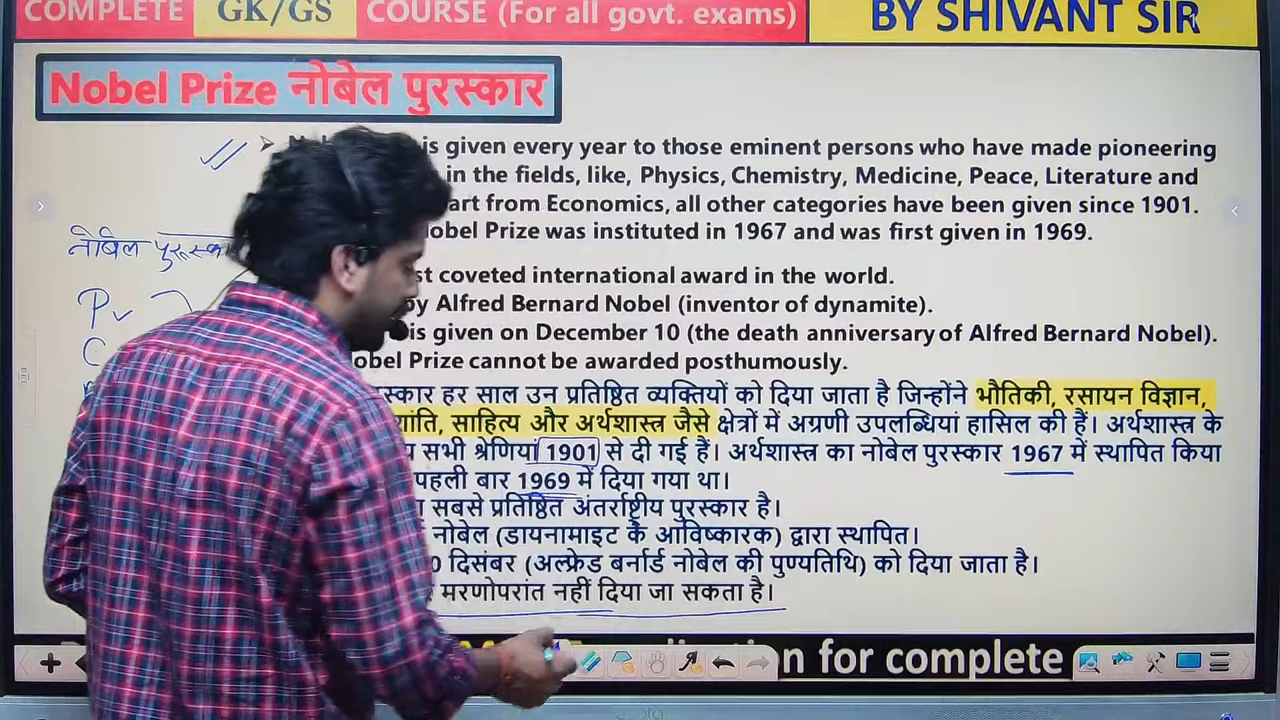 COMPLETE GK/GS COURSE (For all govt. exams) BY SHIVANT SIR
Nobel Prize नोबेल पुरस्कार
is given every year to those eminent persons who have made pioneering
in the fields, like, Physics, Chemistry, Medicine, Peace, Literature and
art from Economics, all other categories have been given since 1901.
obel Prize was instituted in 1967 and was first given in 1969.
नोबिल पुरूस्का
st coveted international award in the world.
P
by Alfred Bernard Nobel (inventor of dynamite).
is given on December 10 (the death anniversary of Alfred Bernard Nobel).
C
obel Prize cannot be awarded posthumously.
स्कार हर साल उन प्रतिष्ठित व्यक्तियों को दिया जाता है जिन्होंने भौतिकी, रसायन विज्ञान,
शांति, साहित्य और अर्थशास्त्र जैसे क्षेत्रों में अग्रणी उपलब्धियां हासिल की हैं। अर्थशास्त्र के
य सभी श्रेणियां 1901 से दी गई हैं। अर्थशास्त्र का नोबेल पुरस्कार 1967 में स्थापित किया
पहली बार 1969 में दिया गया था।
सबसे प्रतिष्ठित अंतर्राष्ट्रीय पुरस्कार है।
नोबेल (डायनामाइट के आविष्कारक) द्वारा स्थापित।
0 दिसंबर (अल्फ्रेड बर्नार्ड नोबेल की पुण्यतिथि) को दिया जाता है।
मरणोपरांत नहीं दिया जा सकता है।
n for complete